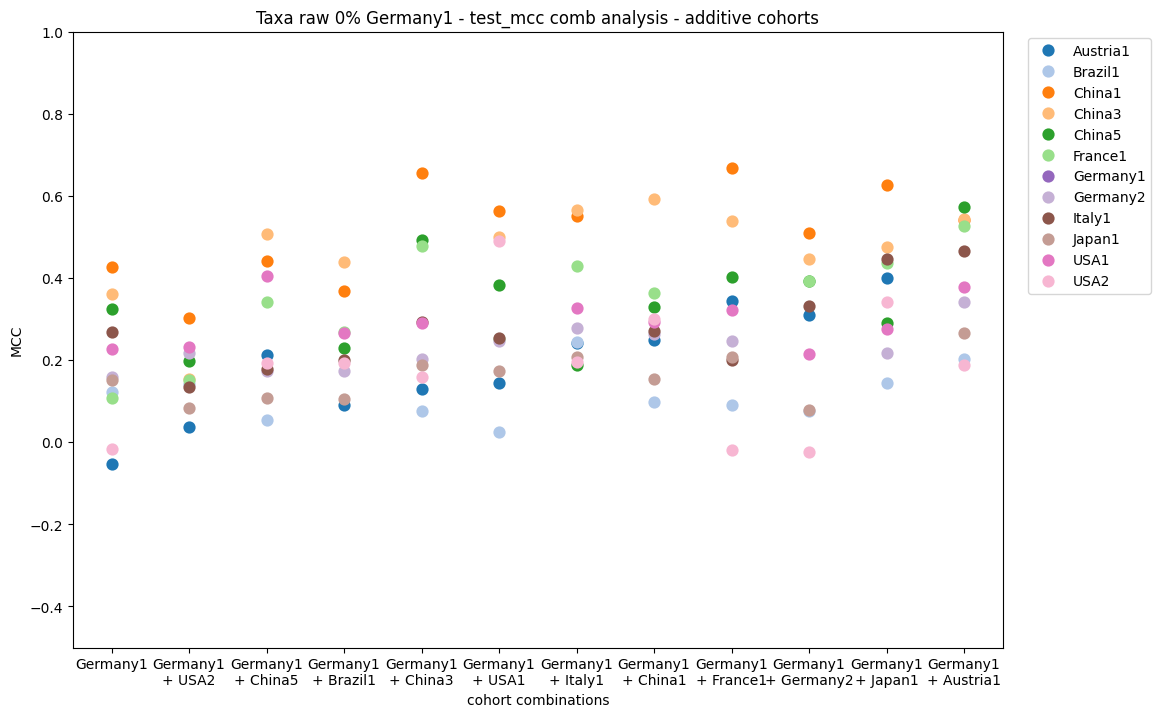 Taxa raw 0% Germany1 - test_mcc comb analysis - additive cohorts
1.0
0.8
0.6
0.4
0.2
0.0
−0.2
−0.4
MCC
Germany1
Germany1
+ USA2
Germany1
+ China5
Germany1
+ Brazil1
Germany1
+ China3
Germany1
+ USA1
Germany1
+ Italy1
Germany1
+ China1
Germany1
+ France1
Germany1
+ Germany2
Germany1
+ Japan1
Germany1
+ Austria1
cohort combinations
Austria1
Brazil1
China1
China3
China5
France1
Germany1
Germany2
Italy1
Japan1
USA1
USA2